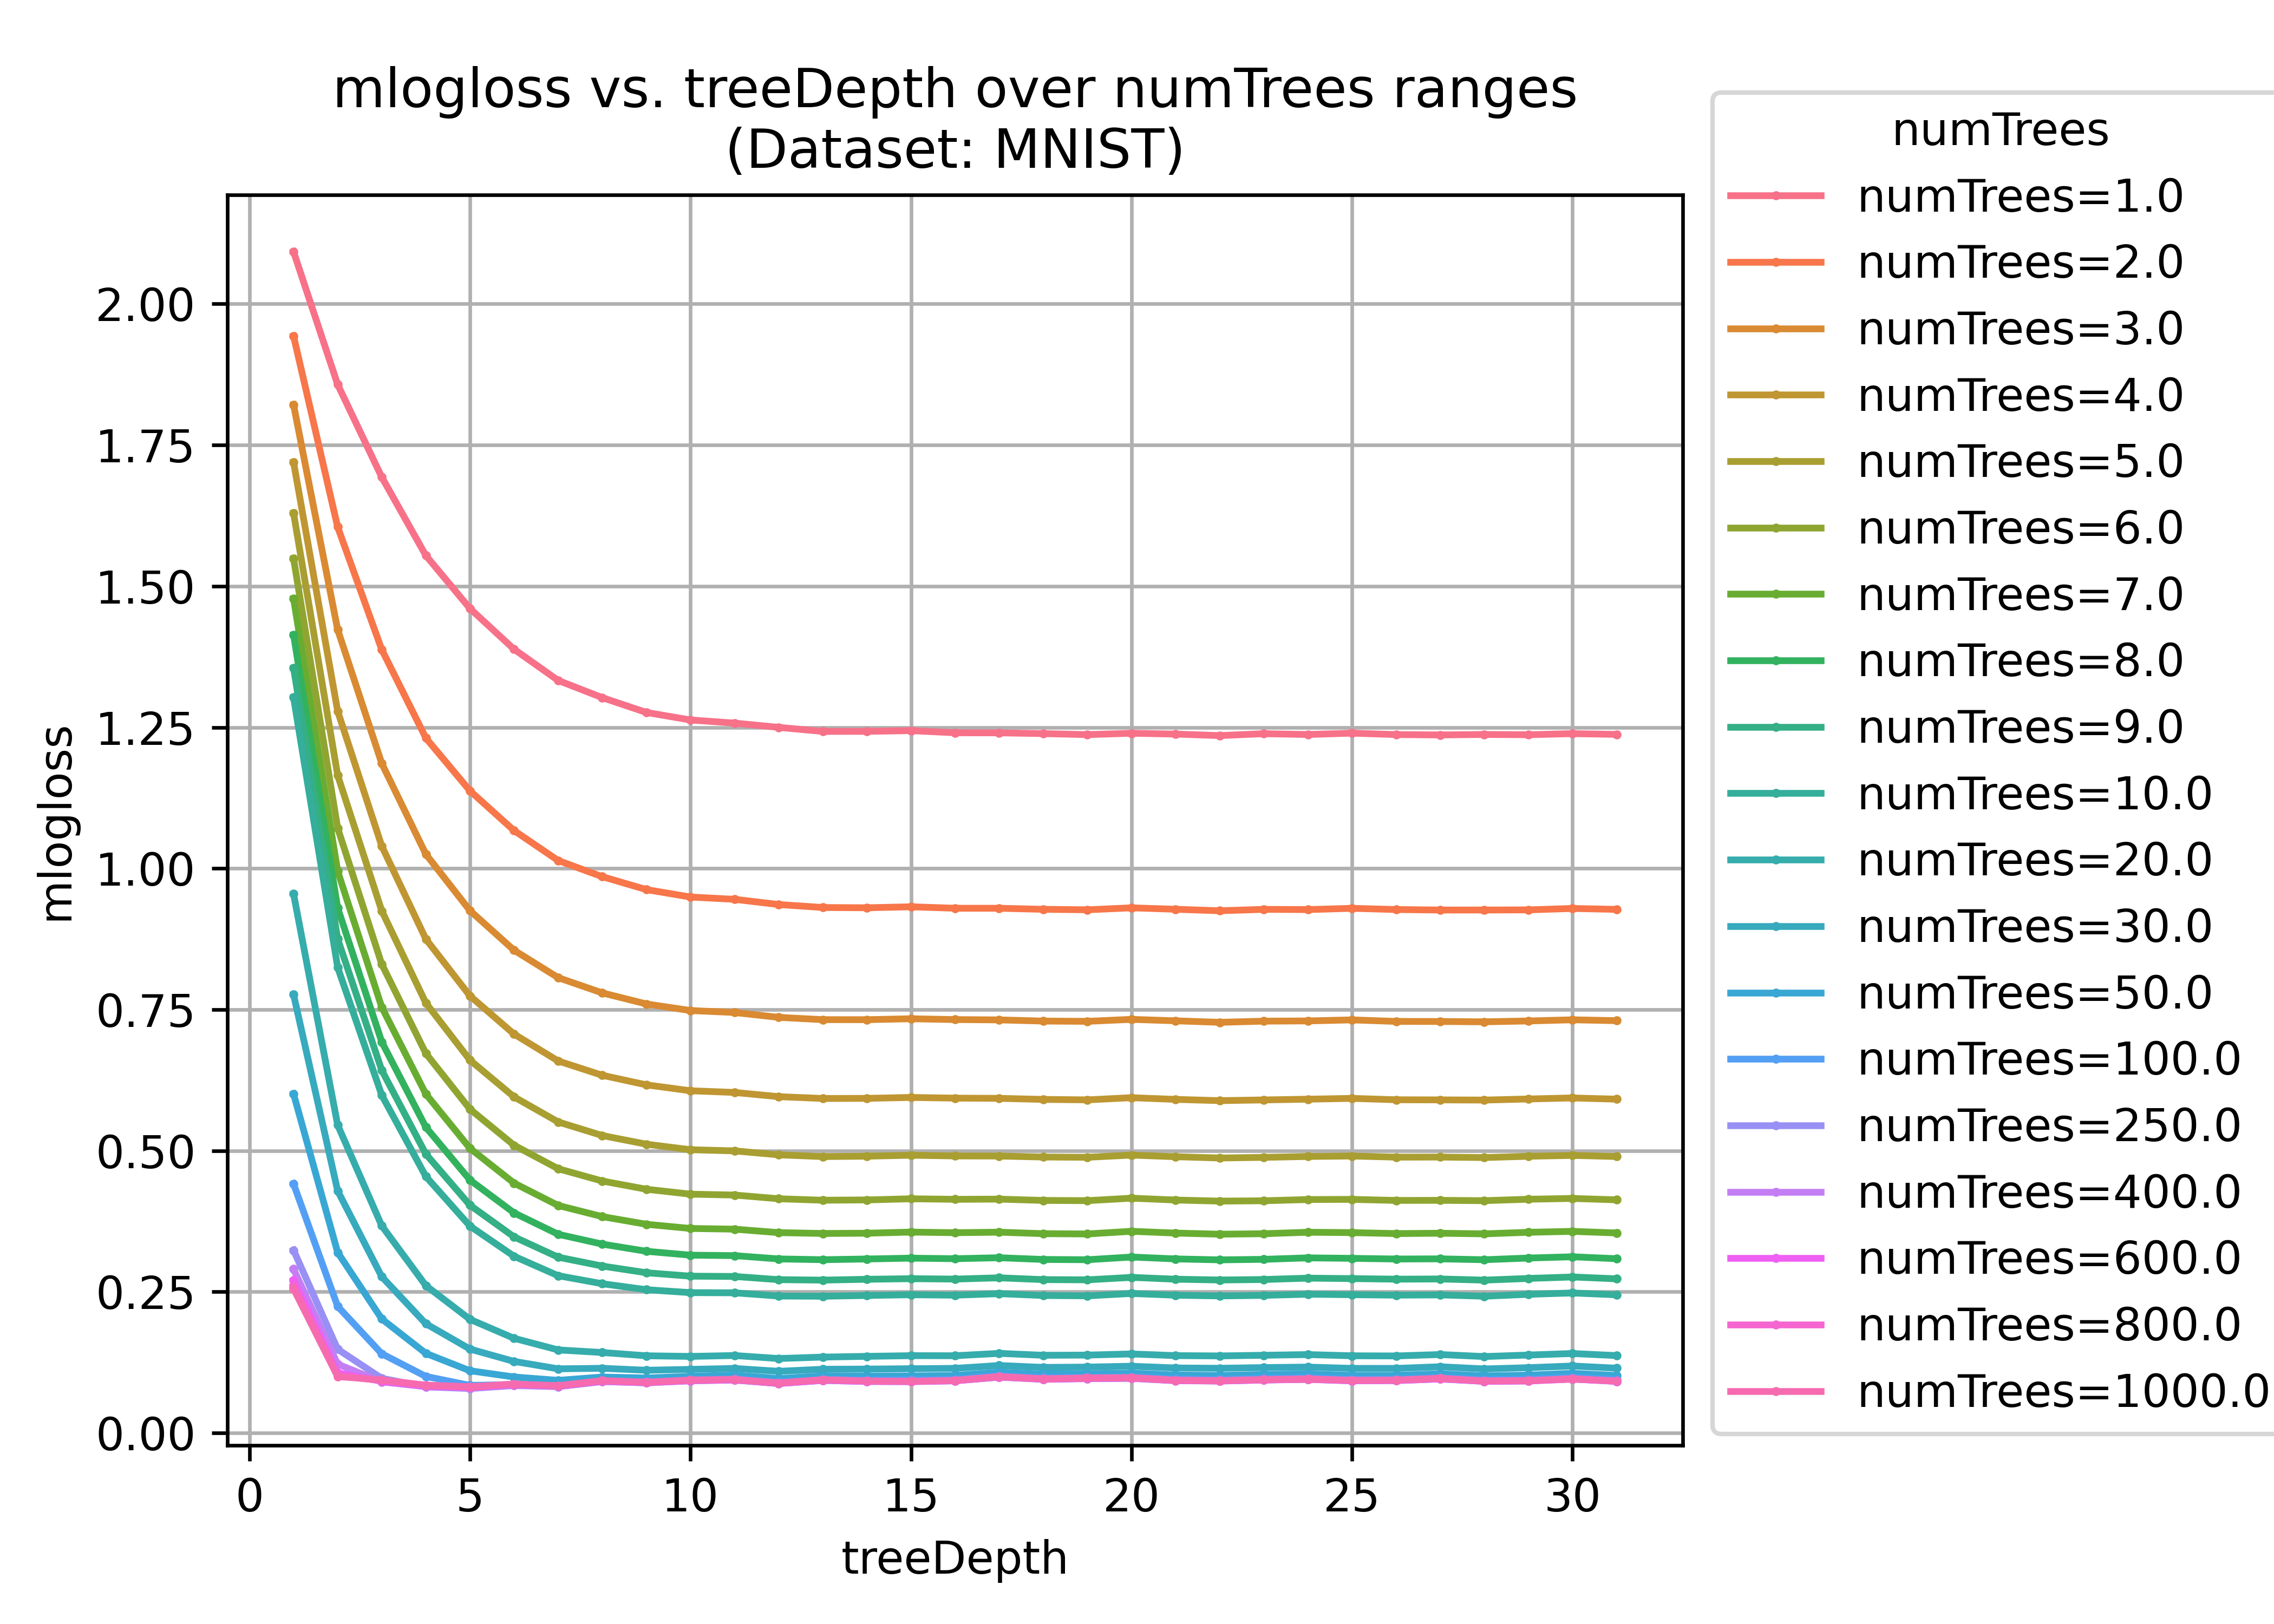 mlogloss vs. treeDepth over numTrees ranges
(Dataset: MNIST)
mlogloss
2.00
1.75
1.50
1.25
1.00
0.75
0.50
0.25
0.00
0 5 10 15 20 25 30
treeDepth
numTrees
numTrees=1.0
numTrees=2.0
numTrees=3.0
numTrees=4.0
numTrees=5.0
numTrees=6.0
numTrees=7.0
numTrees=8.0
numTrees=9.0
numTrees=10.0
numTrees=20.0
numTrees=30.0
numTrees=50.0
numTrees=100.0
numTrees=250.0
numTrees=400.0
numTrees=600.0
numTrees=800.0
numTrees=1000.0